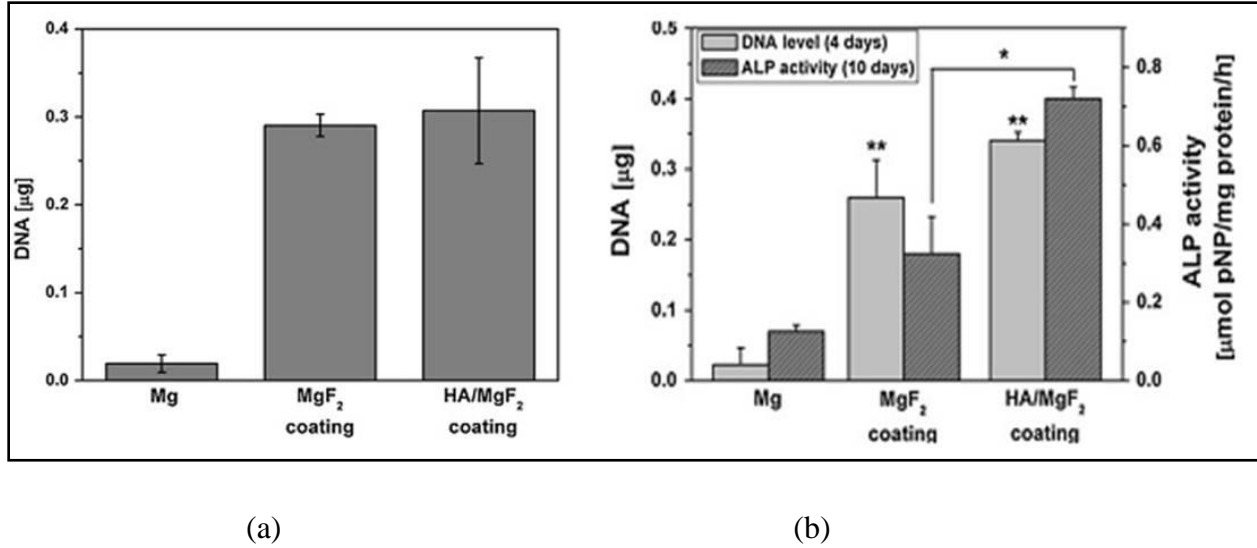 0.4
0.3
0.2
0.1
0.0
DNA [μg]
Mg
MgF₂
coating
HA/MgF₂
coating
0.5
0.4
0.3
0.2
0.1
0.0
DNA [μg]
DNA level (4 days)
ALP activity (10 days)
*
**
**
Mg
MgF₂
coating
HA/MgF₂
coating
0.8
0.6
0.4
0.2
0.0
ALP activity
[μmol pNP/mg protein/h]
(a)
(b)